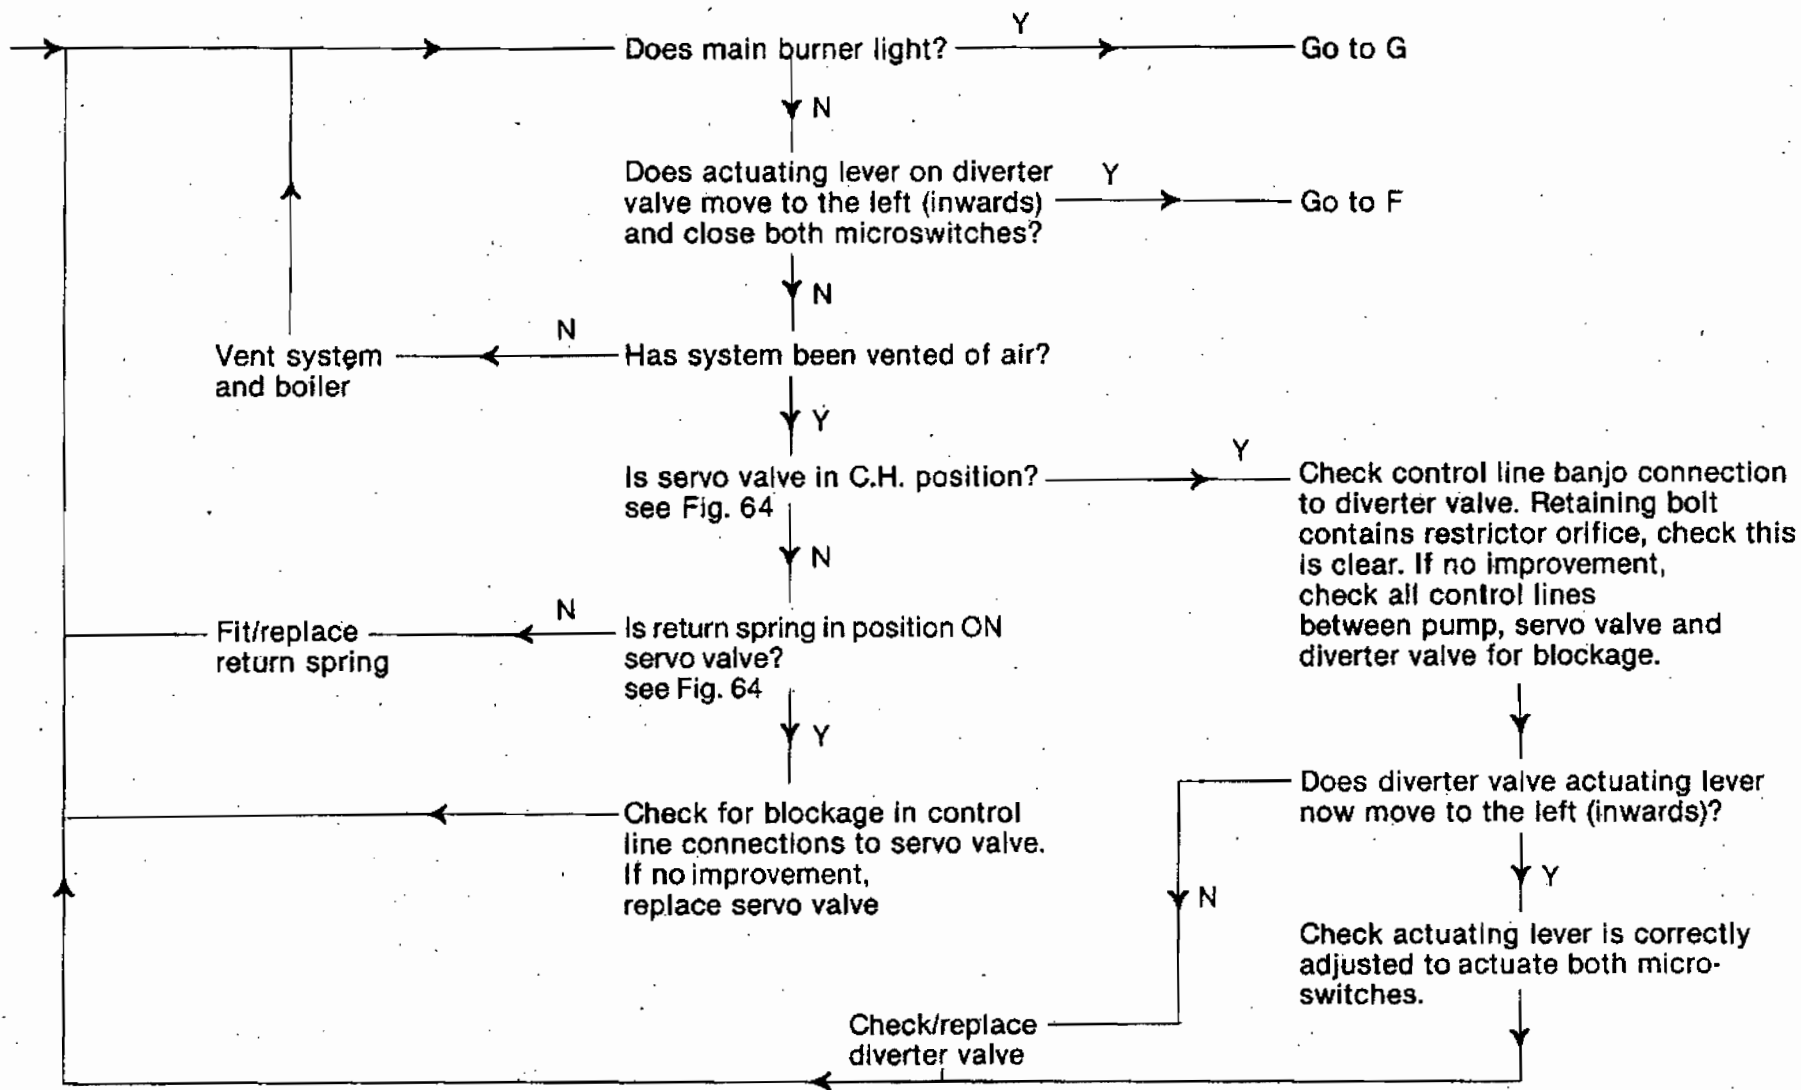 Does main burner light?
Y
Go to G
N
Does actuating lever on diverter
valve move to the left (inwards)
and close both microswitches?
Y
Go to F
N
Has system been vented of air?
N
Vent system
and boiler
Y
Is servo valve in C.H. position?
see Fig. 64
Y
Check control line banjo connection
to diverter valve. Retaining bolt
contains restrictor orifice, check this
is clear. If no improvement,
check all control lines
between pump, servo valve and
diverter valve for blockage.
N
Is return spring in position ON
servo valve?
see Fig. 64
N
Fit/replace
return spring
Y
Check for blockage in control
line connections to servo valve.
If no improvement,
replace servo valve
Does diverter valve actuating lever
now move to the left (inwards)?
N
Y
Check actuating lever is correctly
adjusted to actuate both micro-
switches.
Check/replace
diverter valve